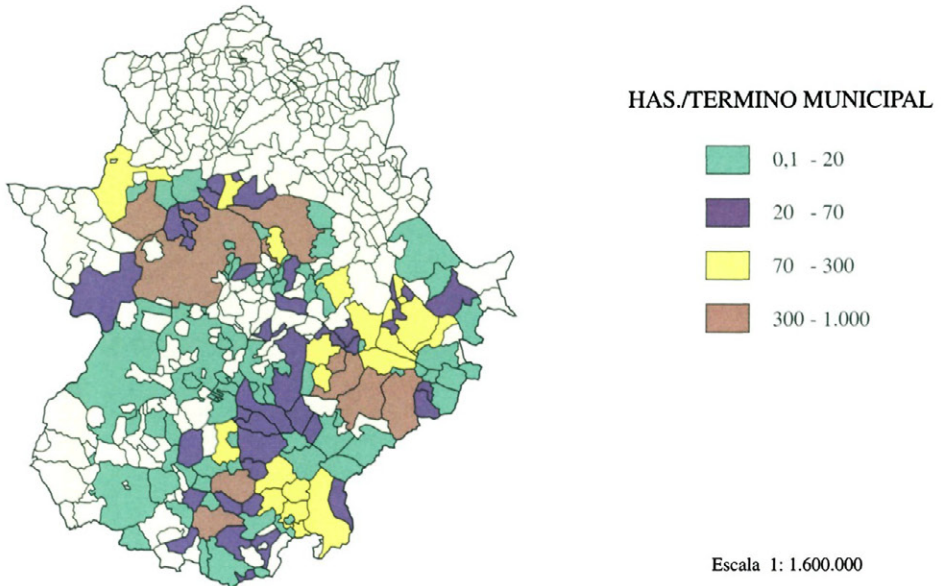 HAS./TERMINO MUNICIPAL
0,1 - 20
20 - 70
70 - 300
300 - 1.000
Escala 1: 1.600.000